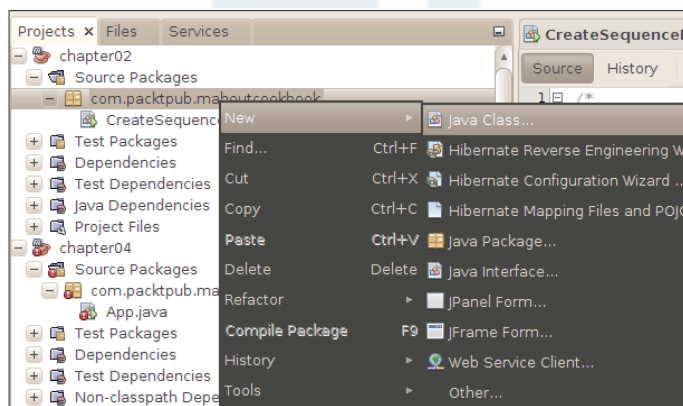 Projects × Files Services
chapter02
Source Packages
com.packtpub.mahoutcookbook
CreateSequence
Test Packages
Dependencies
Test Dependencies
Java Dependencies
Project Files
chapter04
Source Packages
com.packtpub.ma
App.java
Test Packages
Dependencies
Test Dependencies
Non-classpath Depe
New
Find... Ctrl+F
Cut Ctrl+X
Copy Ctrl+C
Paste Ctrl+V
Delete Delete
Refactor
Compile Package F9
History
Tools
Java Class...
Hibernate Reverse Engineering W
Hibernate Configuration Wizard ...
Hibernate Mapping Files and POJO
Java Package...
Java Interface...
JPanel Form...
JFrame Form...
Web Service Client...
Other...
CreateSequence
Source History
1 /*